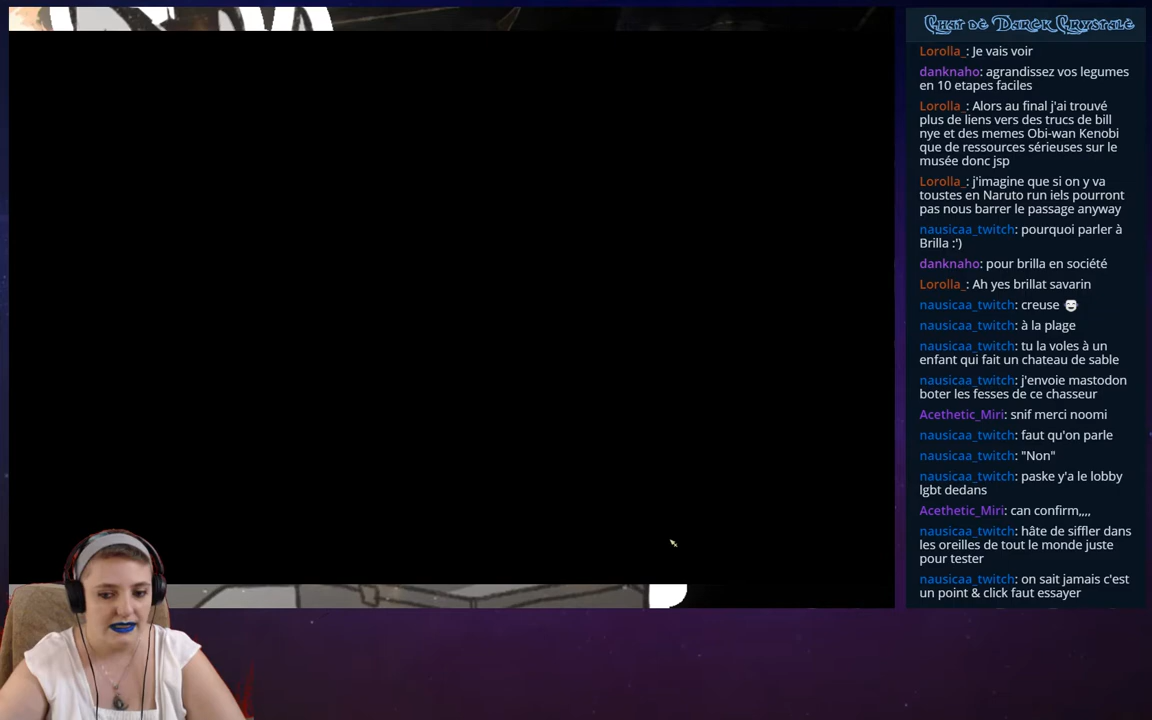 Chat de Darck Crystale
Lorolla_: Je vais voir
danknaho: agrandissez vos legumes
en 10 etapes faciles
Lorolla_: Alors au final j'ai trouvé
plus de liens vers des trucs de bill
nye et des memes Obi-wan Kenobi
que de ressources sérieuses sur le
musée donc jsp
Lorolla_: j'imagine que si on y va
toustes en Naruto run iels pourront
pas nous barrer le passage anyway
nausicaa_twitch: pourquoi parler à
Brilla :')
danknaho: pour brilla en société
Lorolla_: Ah yes brillat savarin
nausicaa_twitch: creuse
nausicaa_twitch: à la plage
nausicaa_twitch: tu la voles à un
enfant qui fait un chateau de sable
nausicaa_twitch: j'envoie mastodon
boter les fesses de ce chasseur
Acethetic_Miri: snif merci noomi
nausicaa_twitch: faut qu'on parle
nausicaa_twitch: "Non"
nausicaa_twitch: paske y'a le lobby
lgbt dedans
Acethetic_Miri: can confirm,,,,
nausicaa_twitch: hâte de siffler dans
les oreilles de tout le monde juste
pour tester
nausicaa_twitch: on sait jamais c'est
un point & click faut essayer